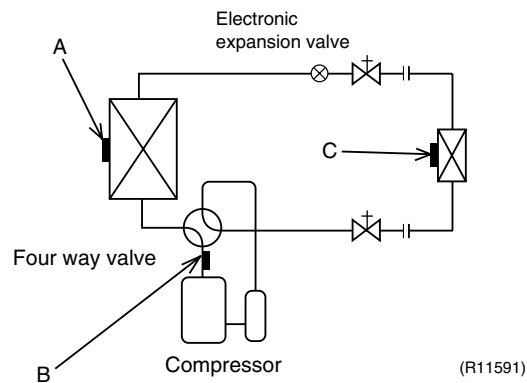 Electronic
expansion valve
A
C
Four way valve
B
Compressor
(R11591)